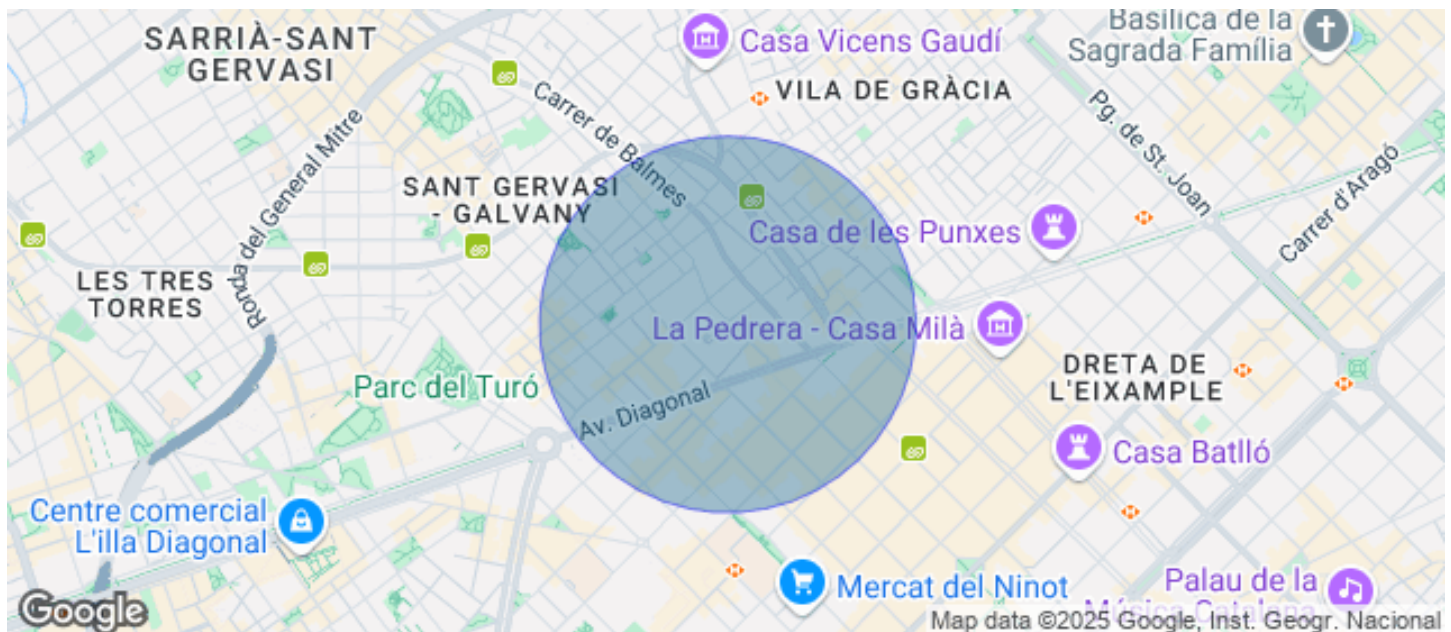 SARRIÀ-SANT
GERVASI
Casa Vicens Gaudí
Basílica de la
Sagrada Família
VILA DE GRÀCIA
Carrer de Balmes
Pg. de St. Joan
Ronda del General Mitre
Carrer d'Aragó
SANT GERVASI
- GALVANY
Casa de les Punxes
LES TRES
TORRES
La Pedrera - Casa Milà
DRETA DE
L'EIXAMPLE
Parc del Turó
Av. Diagonal
Casa Batlló
Centre comercial
L'illa Diagonal
Mercat del Ninot
Palau de la
Música Catalana
Google
Map data ©2025 Google, Inst. Geogr. Nacional